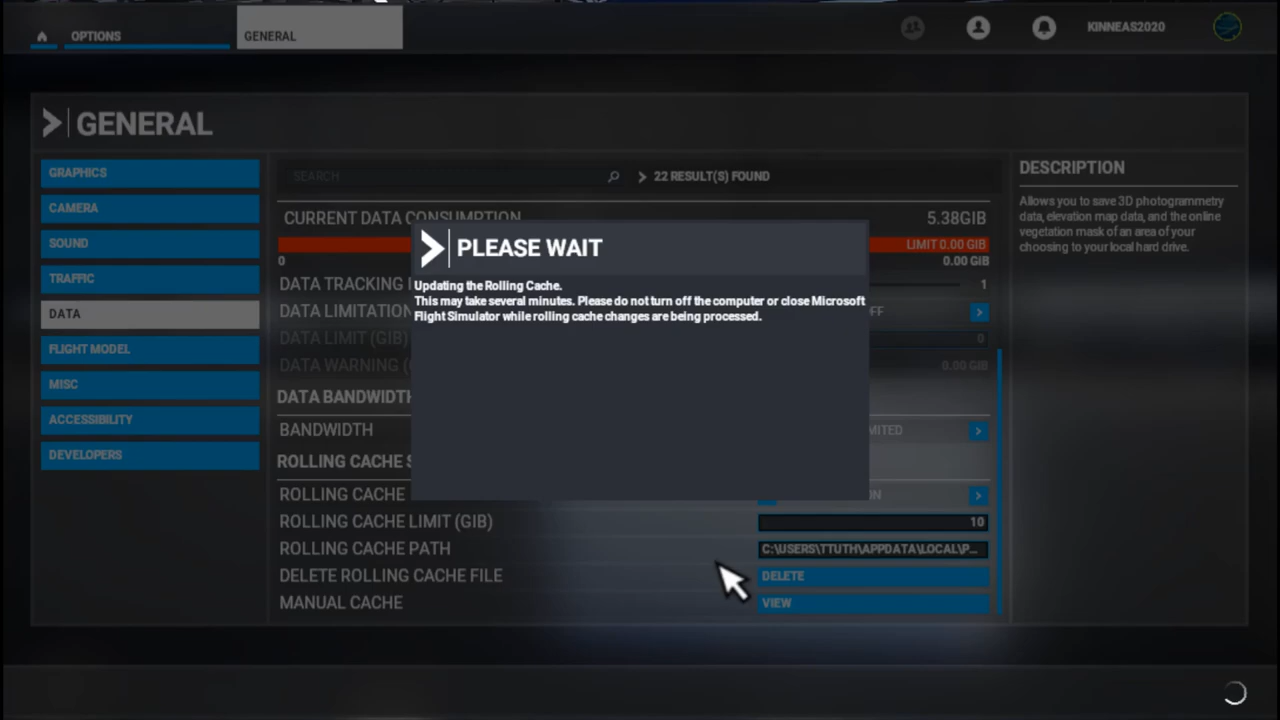 OPTIONS
GENERAL
KINNEAS2020
GENERAL
GRAPHICS
CAMERA
SOUND
TRAFFIC
DATA
FLIGHT MODEL
MISC
ACCESSIBILITY
DEVELOPERS
SEARCH
22 RESULT(S) FOUND
CURRENT DATA CONSUMPTION 5.38GIB
LIMIT 0.00 GIB
0 0.00 GIB
DATA TRACKING 1
DATA LIMITATION
DATA LIMIT (GIB) 0
DATA WARNING ( 0.00 GIB
DATA BANDWIDTH
BANDWIDTH MITED
ROLLING CACHE S
ROLLING CACHE ON
ROLLING CACHE LIMIT (GIB) 10
ROLLING CACHE PATH C:\USERS\TTUTH\APPDATA\LOCAL\P...
DELETE ROLLING CACHE FILE DELETE
MANUAL CACHE VIEW
PLEASE WAIT
Updating the Rolling Cache.
This may take several minutes. Please do not turn off the computer or close Microsoft
Flight Simulator while rolling cache changes are being processed.
DESCRIPTION
Allows you to save 3D photogrammetry
data, elevation map data, and the online
vegetation mask of an area of your
choosing to your local hard drive.